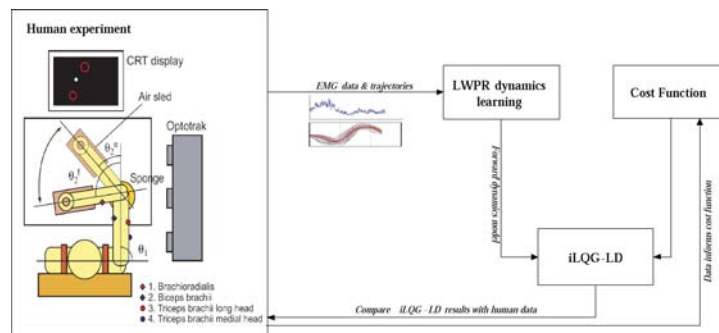 Human experiment
CRT display
Air sled
Optotrak
θ₂ᵉ
θ₂ᶠ
Sponge
θ₁
1. Brachioradialis
2. Biceps brachii
3. Triceps brachii long head
4. Triceps brachii medial head
EMG data & trajectories
LWPR dynamics
learning
Cost Function
Forward dynamics model
iLQG-LD
Data informs cost function
Compare iLQG-LD results with human data